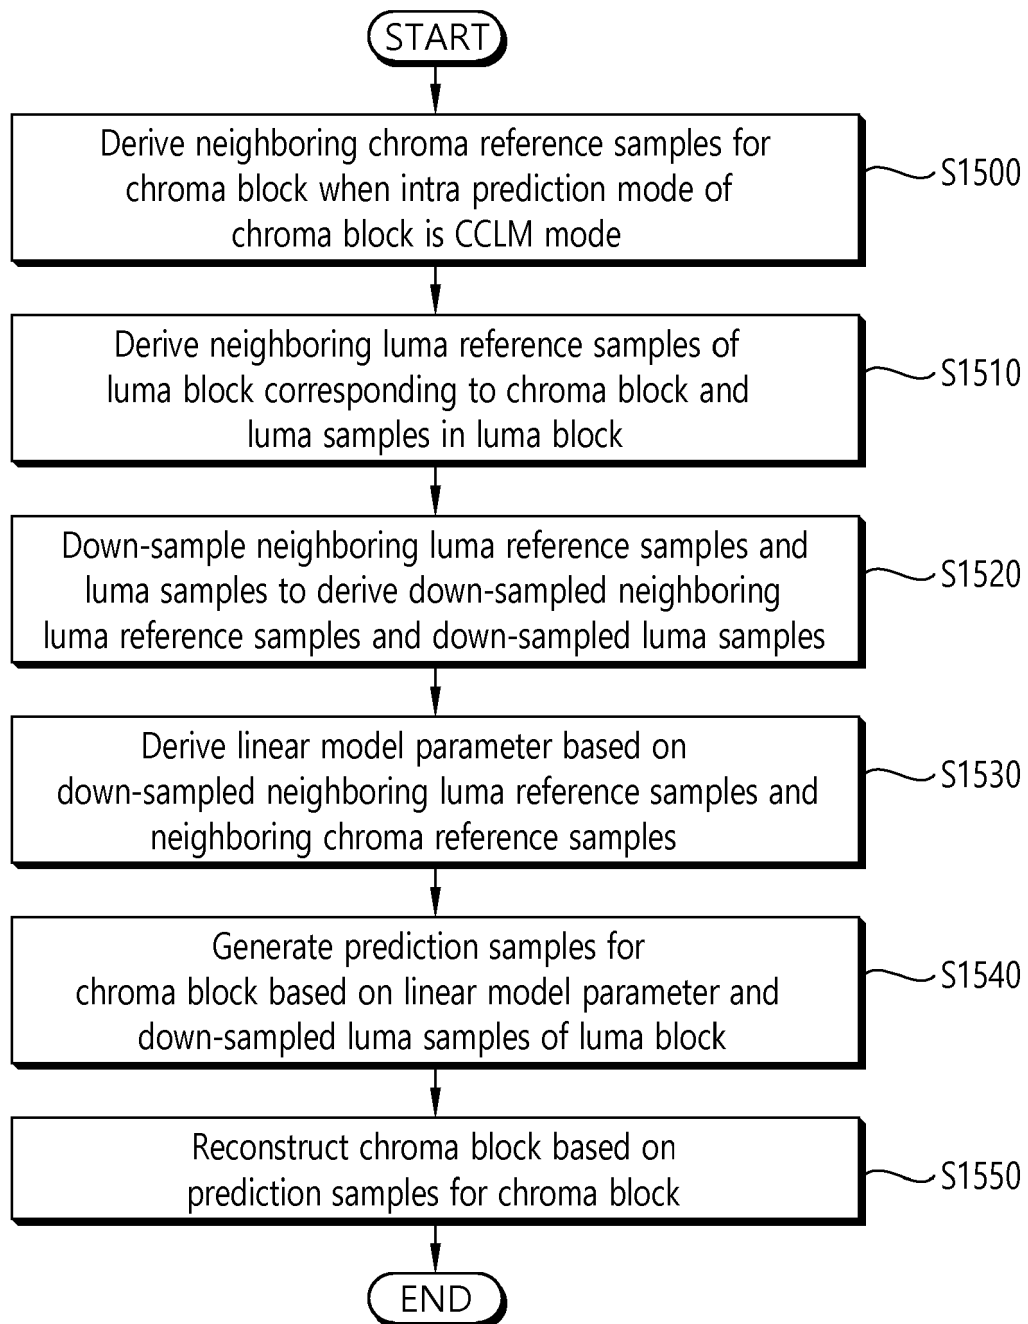 START
Derive neighboring chroma reference samples for
chroma block when intra prediction mode of
chroma block is CCLM mode
S1500
Derive neighboring luma reference samples of
luma block corresponding to chroma block and
luma samples in luma block
S1510
Down-sample neighboring luma reference samples and
luma samples to derive down-sampled neighboring
luma reference samples and down-sampled luma samples
S1520
Derive linear model parameter based on
down-sampled neighboring luma reference samples and
neighboring chroma reference samples
S1530
Generate prediction samples for
chroma block based on linear model parameter and
down-sampled luma samples of luma block
S1540
Reconstruct chroma block based on
prediction samples for chroma block
S1550
END